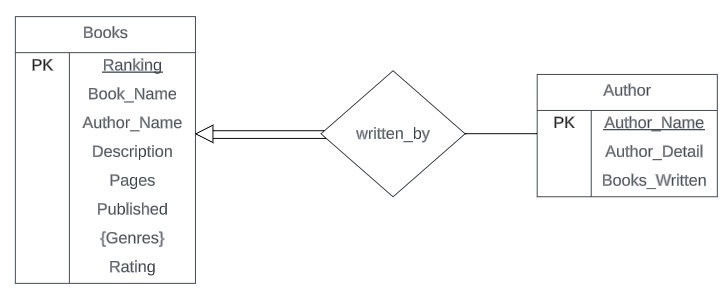 Books
PK Ranking
Book_Name
Author_Name
Description
Pages
Published
{Genres}
Rating
written_by
Author
PK Author_Name
Author_Detail
Books_Written